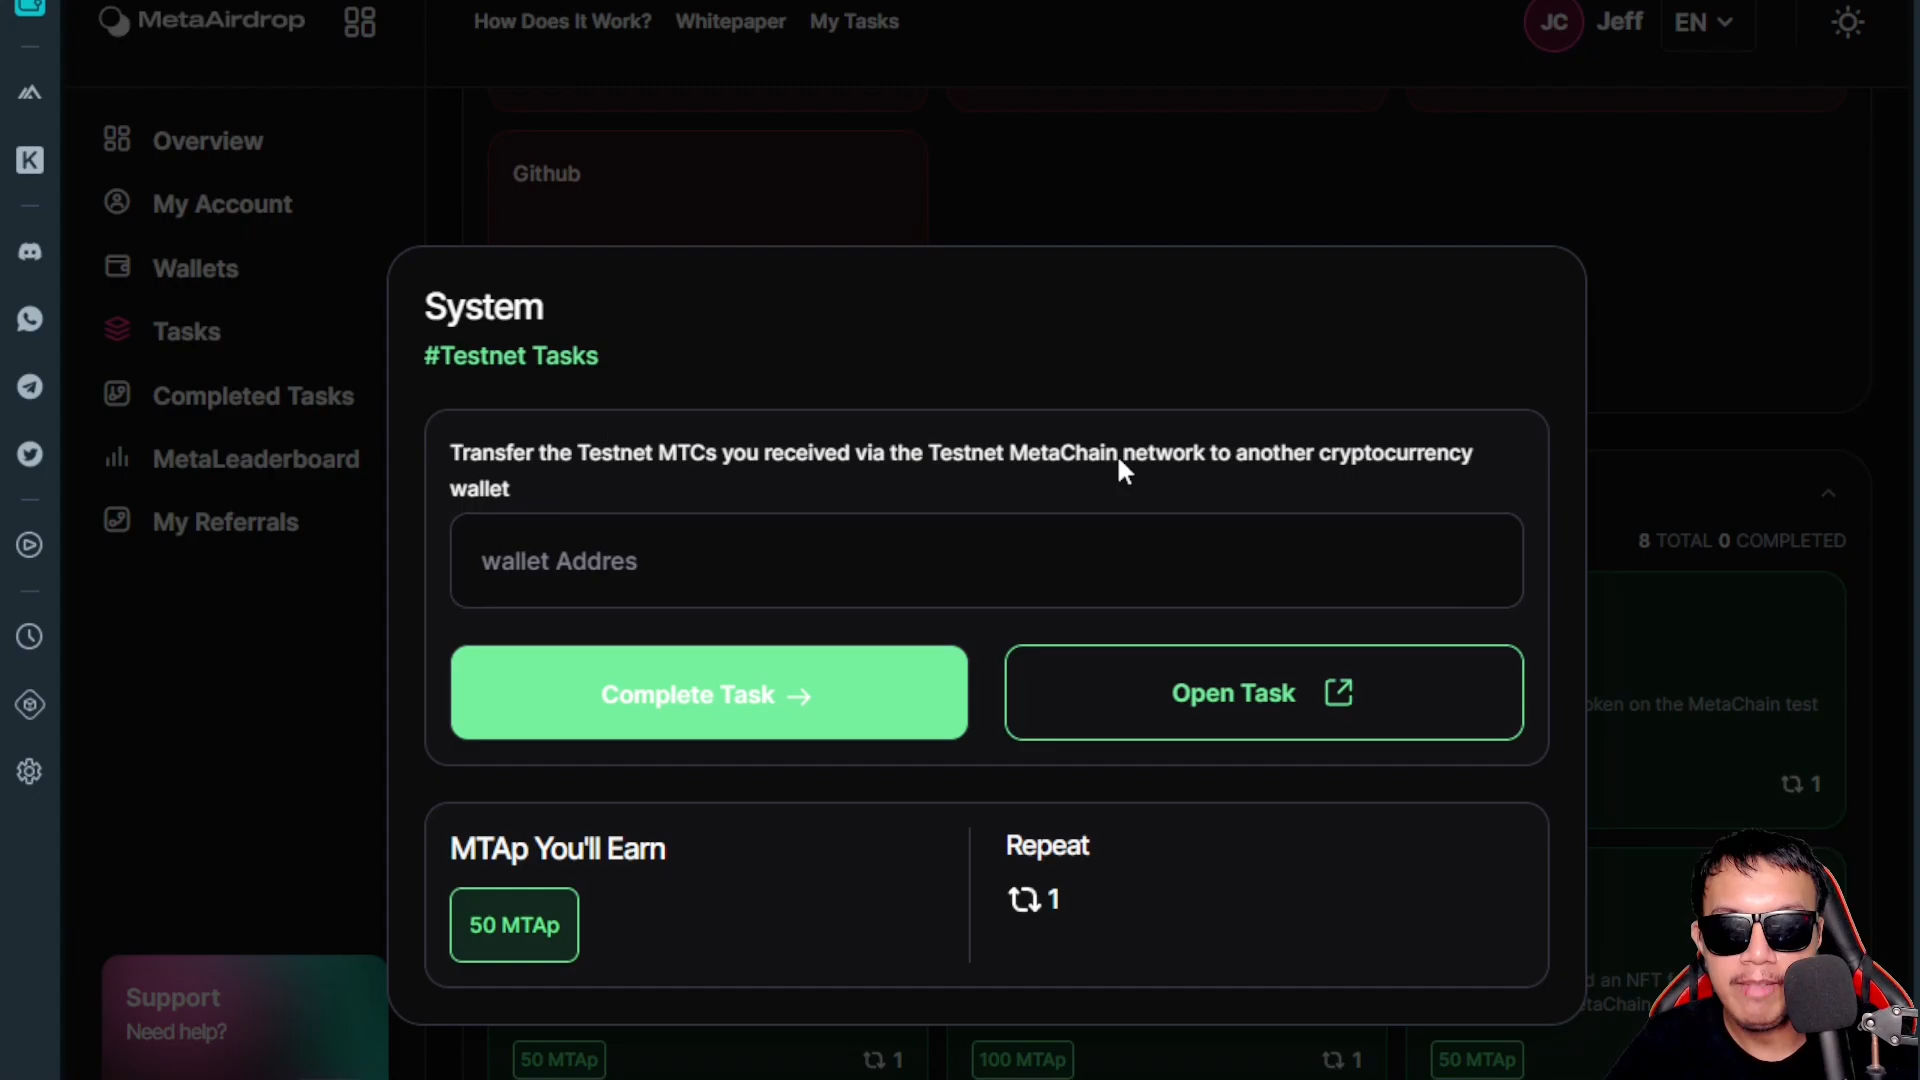 MetaAirdrop
How Does It Work?
Whitepaper
My Tasks
JC
Jeff
EN
K
Overview
My Account
Wallets
Tasks
Completed Tasks
MetaLeaderboard
My Referrals
Support
Need help?
Github
System
#Testnet Tasks
Transfer the Testnet MTCs you received via the Testnet MetaChain network to another cryptocurrency
wallet
wallet Addres
Complete Task →
Open Task
MTAp You'll Earn
50 MTAp
Repeat
1
8 TOTAL 0 COMPLETED
oken on the MetaChain test
1
d an NFT
etaChain
50 MTAp
1
100 MTAp
1
50 MTAp